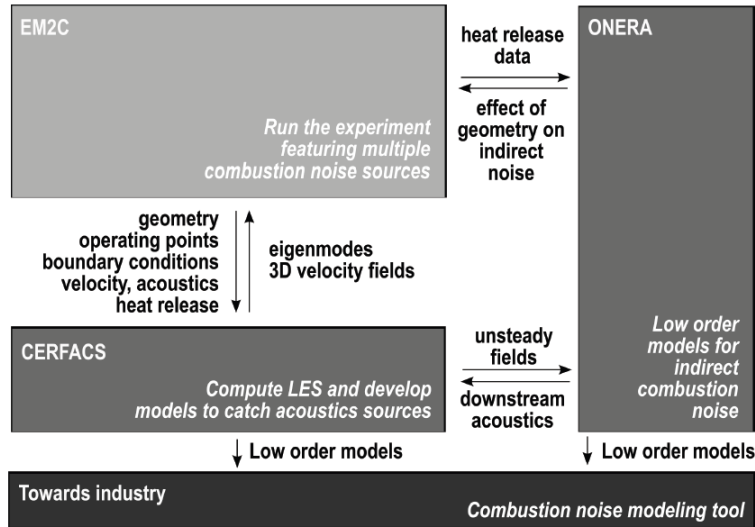 EM2C
Run the experiment
featuring multiple
combustion noise sources
heat release
data
effect of
geometry on
indirect
noise
ONERA
Low order
models for
indirect
combustion
noise
geometry
operating points
boundary conditions
velocity, acoustics
heat release
eigenmodes
3D velocity fields
CERFACS
Compute LES and develop
models to catch acoustics sources
unsteady
fields
downstream
acoustics
Low order models
Low order models
Towards industry
Combustion noise modeling tool